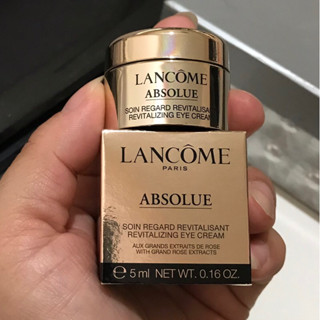 LANCÔME
ABSOLUE
SOIN REGARD REVITALISANT
REVITALIZING EYE CREAM
LANCÔME
PARIS
ABSOLUE
SOIN REGARD REVITALISANT
REVITALIZING EYE CREAM
AUX GRANDS EXTRAITS DE ROSE
WITH GRAND ROSE EXTRACTS
℮ 5 ml NET WT. 0.16 OZ.